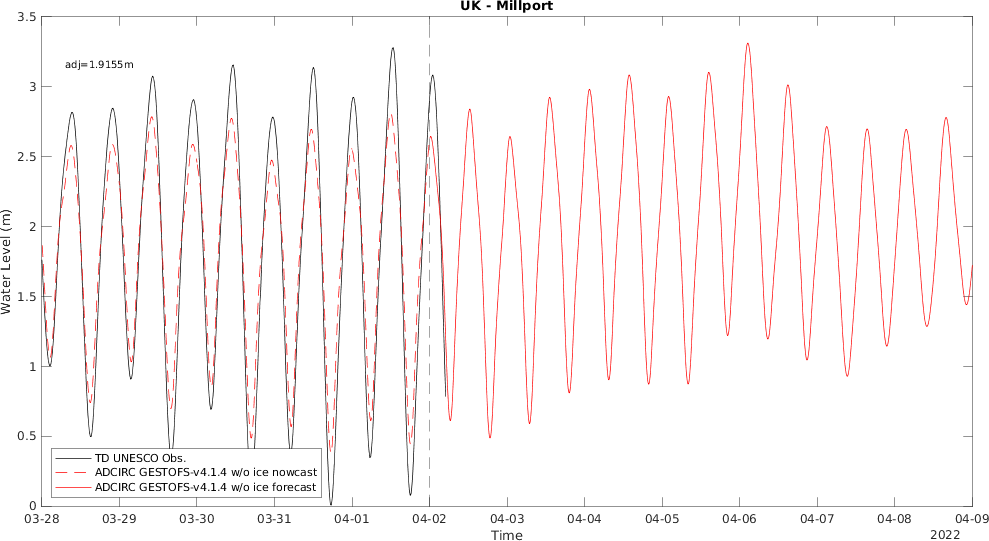 UK - Millport
adj=1.9155m
Water Level (m)
3.5
3
2.5
2
1.5
1
0.5
0
TD UNESCO Obs.
ADCIRC GESTOFS-v4.1.4 w/o ice nowcast
ADCIRC GESTOFS-v4.1.4 w/o ice forecast
03-28 03-29 03-30 03-31 04-01 04-02 04-03 04-04 04-05 04-06 04-07 04-08 04-09
Time
2022